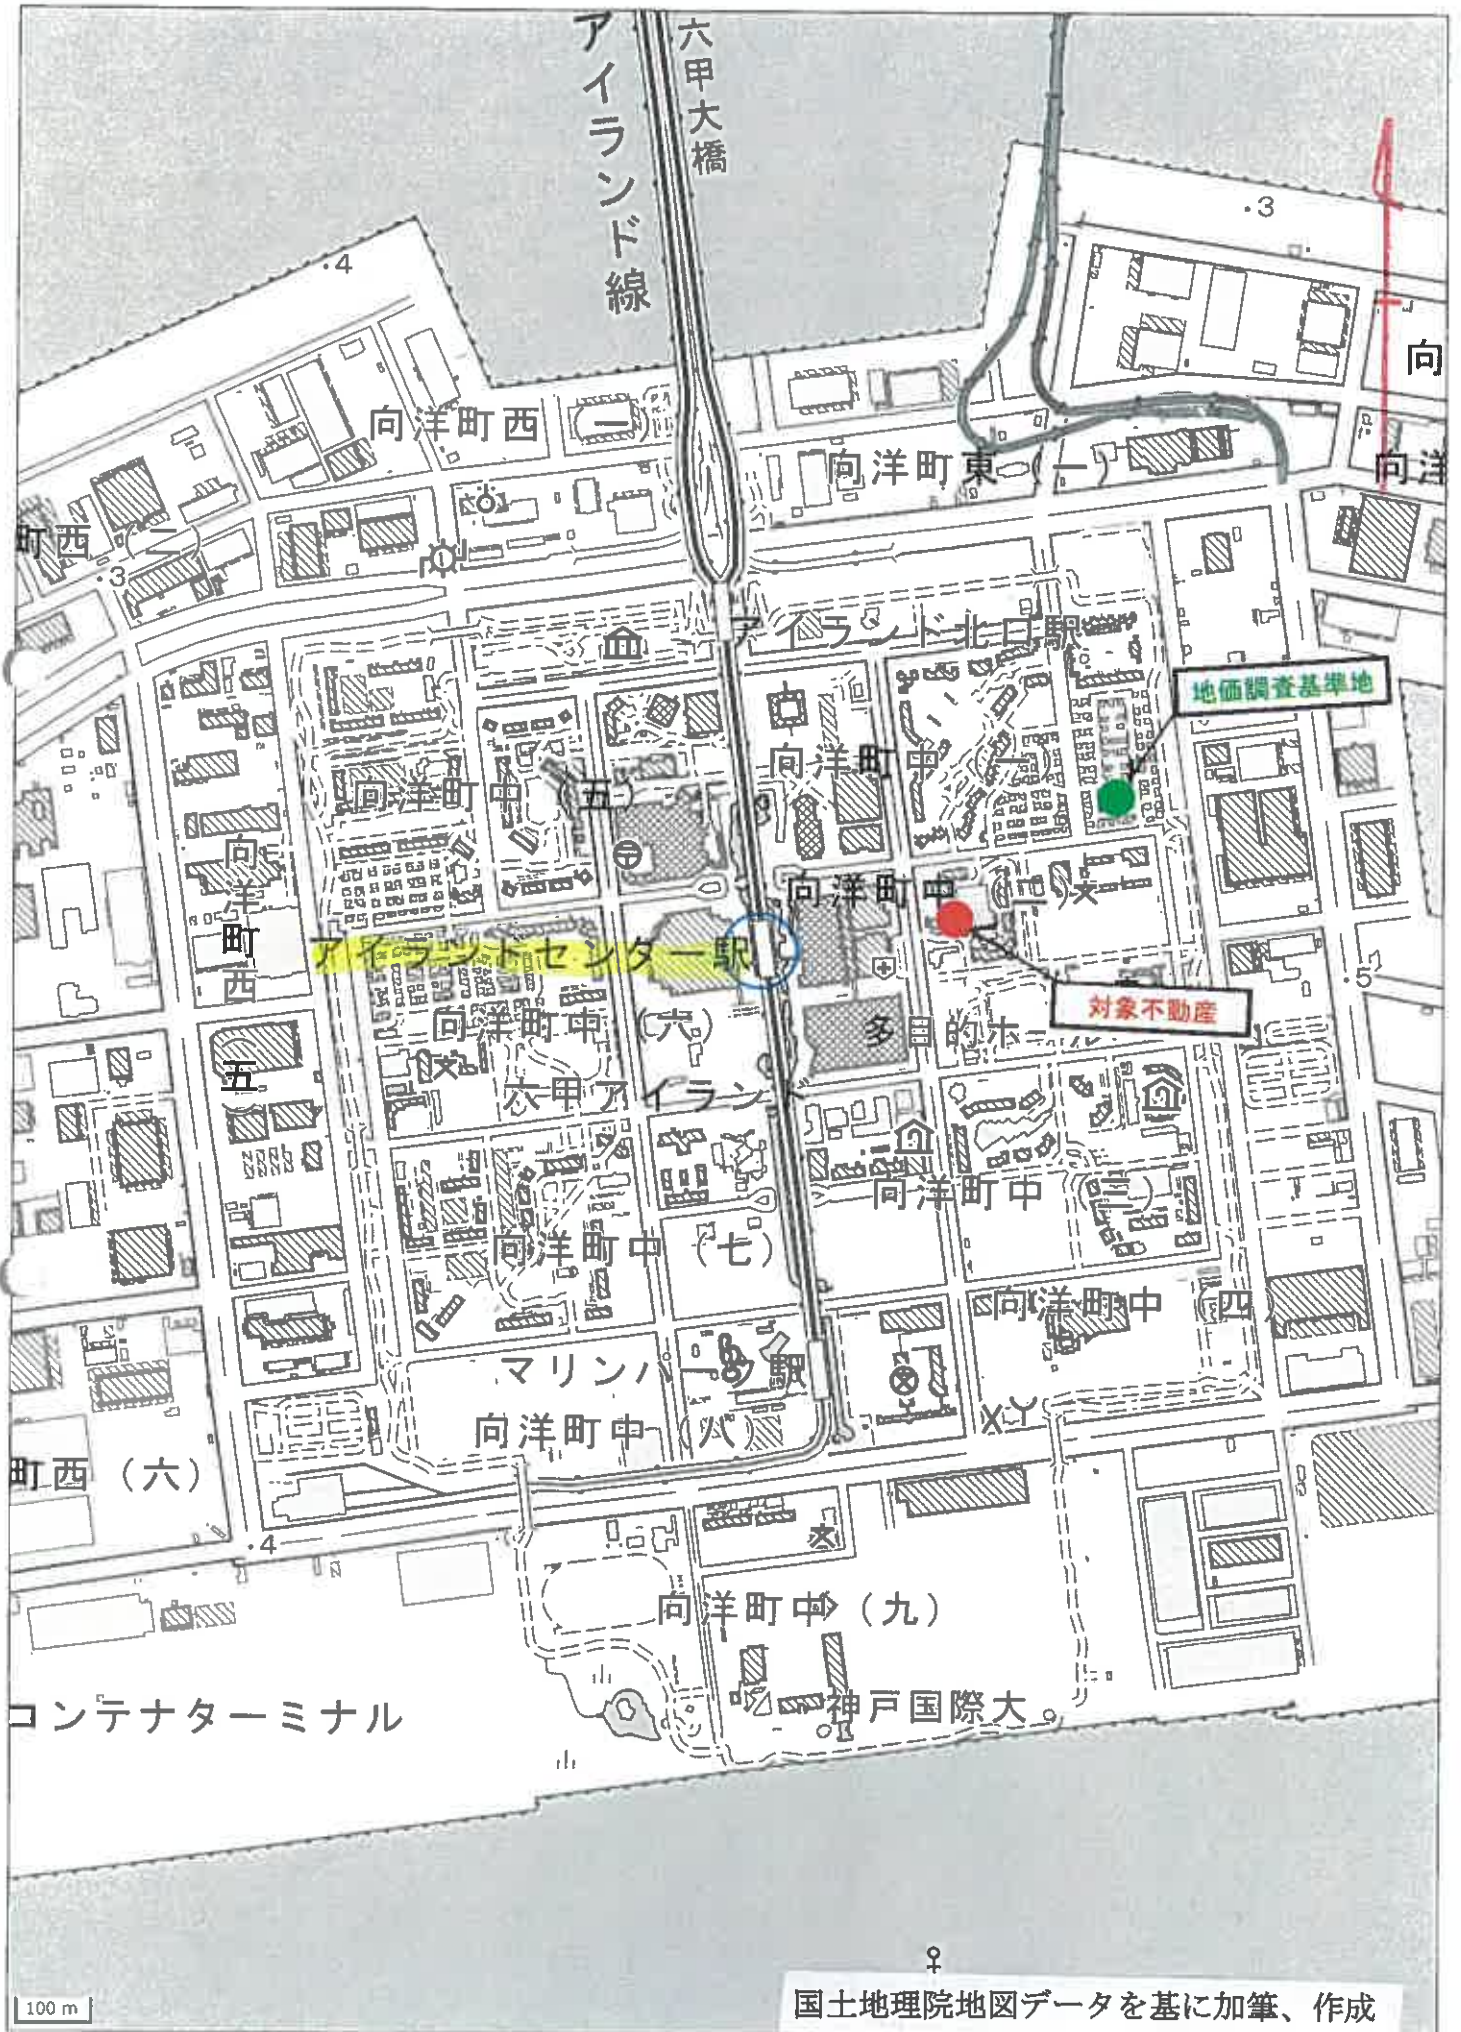 アイランド線
六甲大橋
・3
・4
向
向洋町西（一）
向洋町東（一）
向洋
町西（二）
・3
アイランド北口駅
地価調査基準地
向洋町中（一）
向洋町中（五）
向洋町西（五）
向洋町中（二）
アイランドセンター駅
対象不動産
・5
向洋町中（六）
多目的ホール
六甲アイランド
向洋町中（三）
向洋町中（七）
向洋町中（四）
マリンパーク駅
向洋町中（八）
町西（六）
・4
向洋町中（九）
コンテナターミナル
神戸国際大
100 m
国土地理院地図データを基に加筆、作成